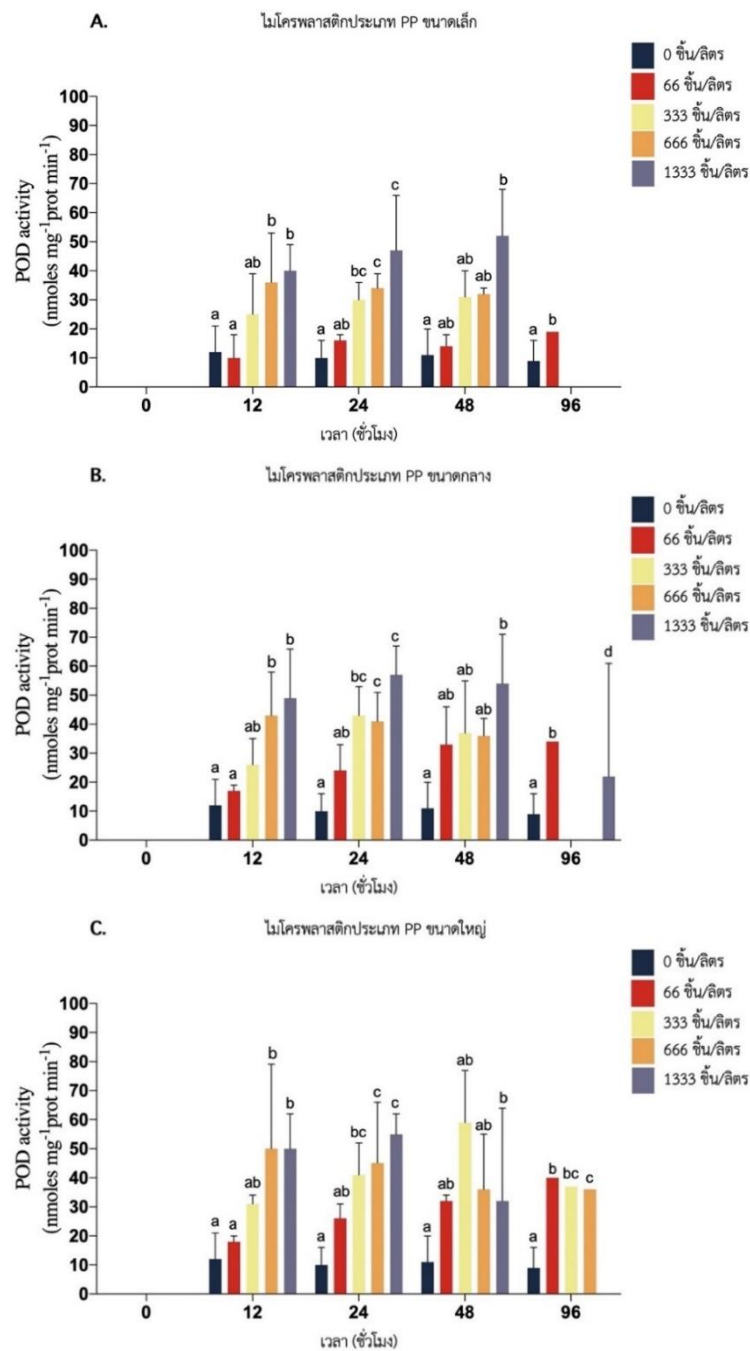 A.
ไมโครพลาสติกประเภท PP ขนาดเล็ก
0 ชิ้น/ลิตร
66 ชิ้น/ลิตร
333 ชิ้น/ลิตร
666 ชิ้น/ลิตร
1333 ชิ้น/ลิตร
POD activity
(nmoles mg⁻¹prot min⁻¹)
100
90
80
70
60
50
40
30
20
10
0
a a ab b b
a ab bc c c
a ab ab ab b
a b
0 12 24 48 96
เวลา (ชั่วโมง)
B.
ไมโครพลาสติกประเภท PP ขนาดกลาง
0 ชิ้น/ลิตร
66 ชิ้น/ลิตร
333 ชิ้น/ลิตร
666 ชิ้น/ลิตร
1333 ชิ้น/ลิตร
POD activity
(nmoles mg⁻¹prot min⁻¹)
100
90
80
70
60
50
40
30
20
10
0
a a ab b b
a ab bc c c
a ab ab ab b
a b d
0 12 24 48 96
เวลา (ชั่วโมง)
C.
ไมโครพลาสติกประเภท PP ขนาดใหญ่
0 ชิ้น/ลิตร
66 ชิ้น/ลิตร
333 ชิ้น/ลิตร
666 ชิ้น/ลิตร
1333 ชิ้น/ลิตร
POD activity
(nmoles mg⁻¹prot min⁻¹)
100
90
80
70
60
50
40
30
20
10
0
a a ab b b
a ab bc c c
a ab ab ab b
a b bc c
0 12 24 48 96
เวลา (ชั่วโมง)